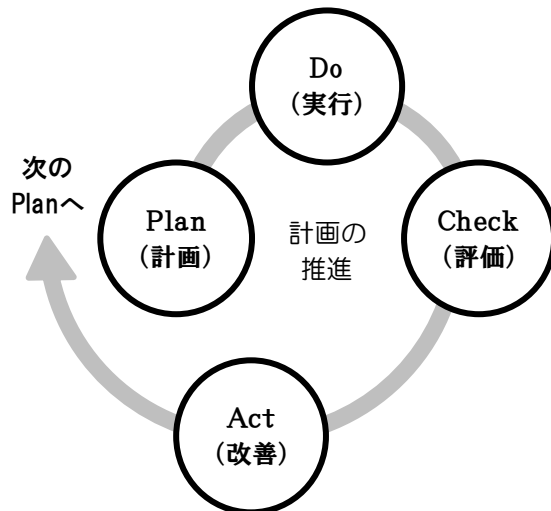 Do
(実行)
次の
Planへ
Plan
(計画)
計画の
推進
Check
(評価)
Act
(改善)